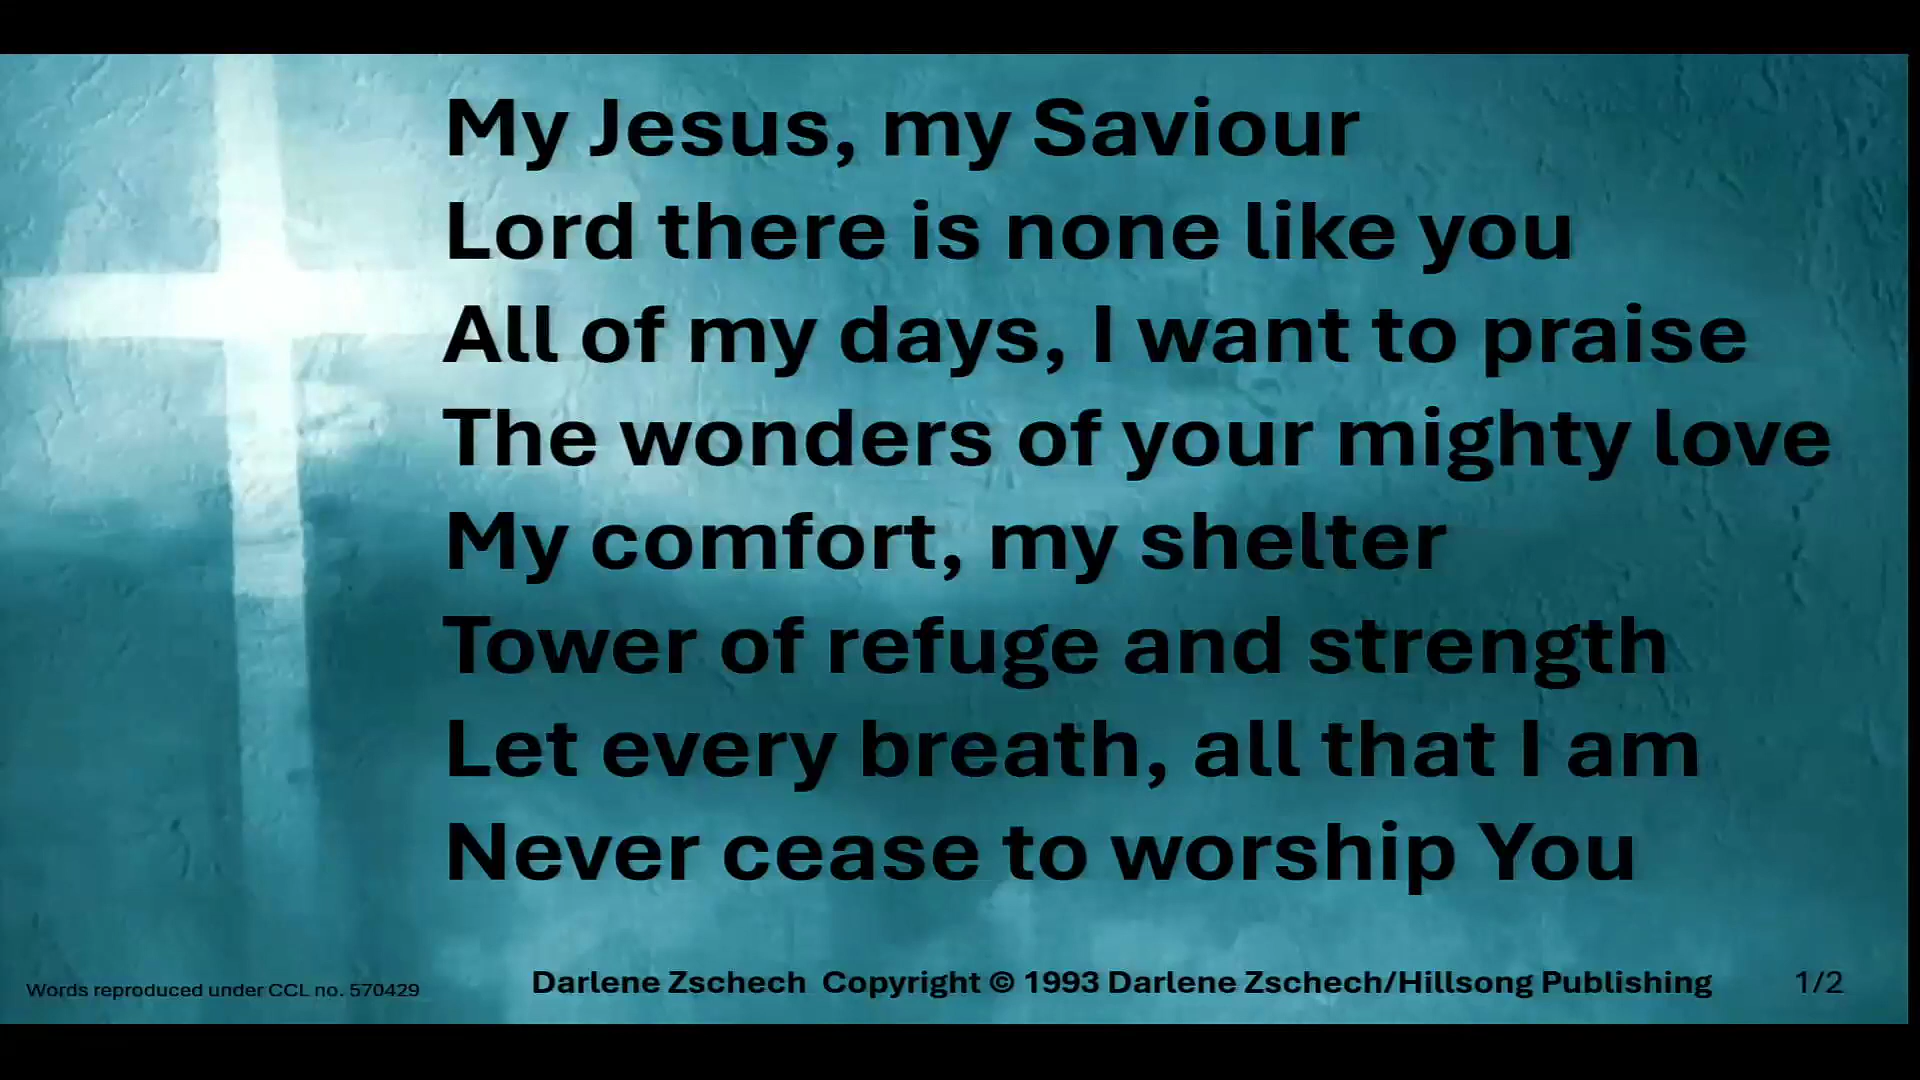 My Jesus, my Saviour
Lord there is none like you
All of my days, I want to praise
The wonders of your mighty love
My comfort, my shelter
Tower of refuge and strength
Let every breath, all that I am
Never cease to worship You
Words reproduced under CCL no. 570429
Darlene Zschech  Copyright © 1993 Darlene Zschech/Hillsong Publishing
1/2